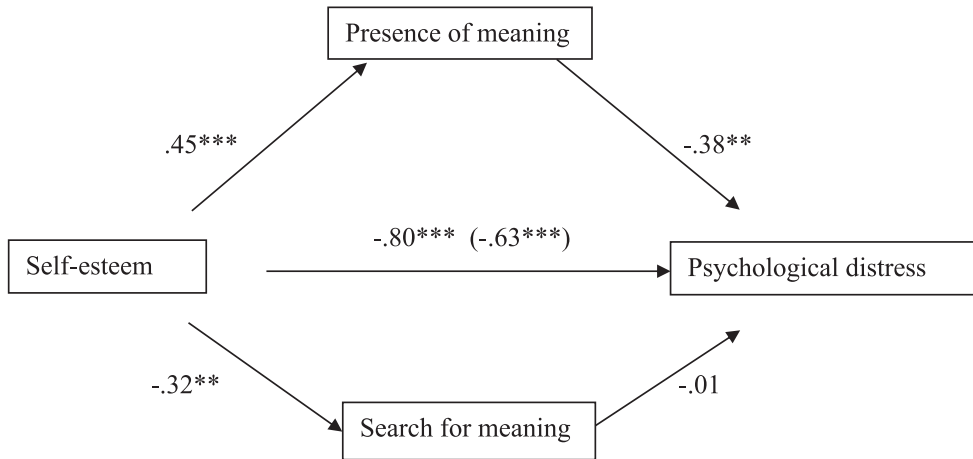 Presence of meaning
.45***
-.38**
-.80*** (-.63***)
Self-esteem
Psychological distress
-.32**
-.01
Search for meaning